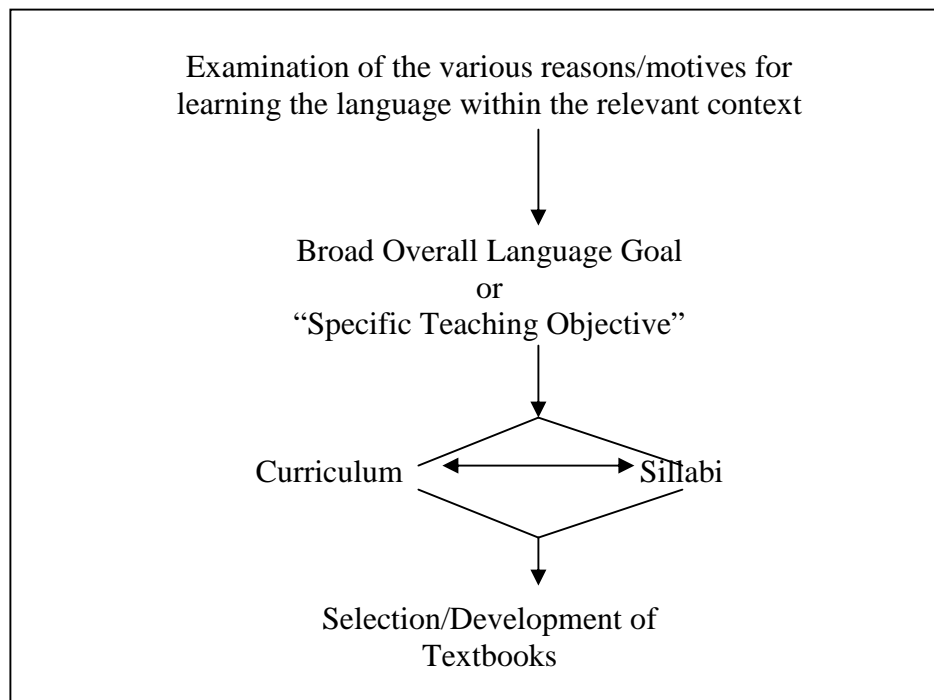 Examination of the various reasons/motives for
learning the language within the relevant context
Broad Overall Language Goal
or
“Specific Teaching Objective”
Curriculum
Sillabi
Selection/Development of
Textbooks